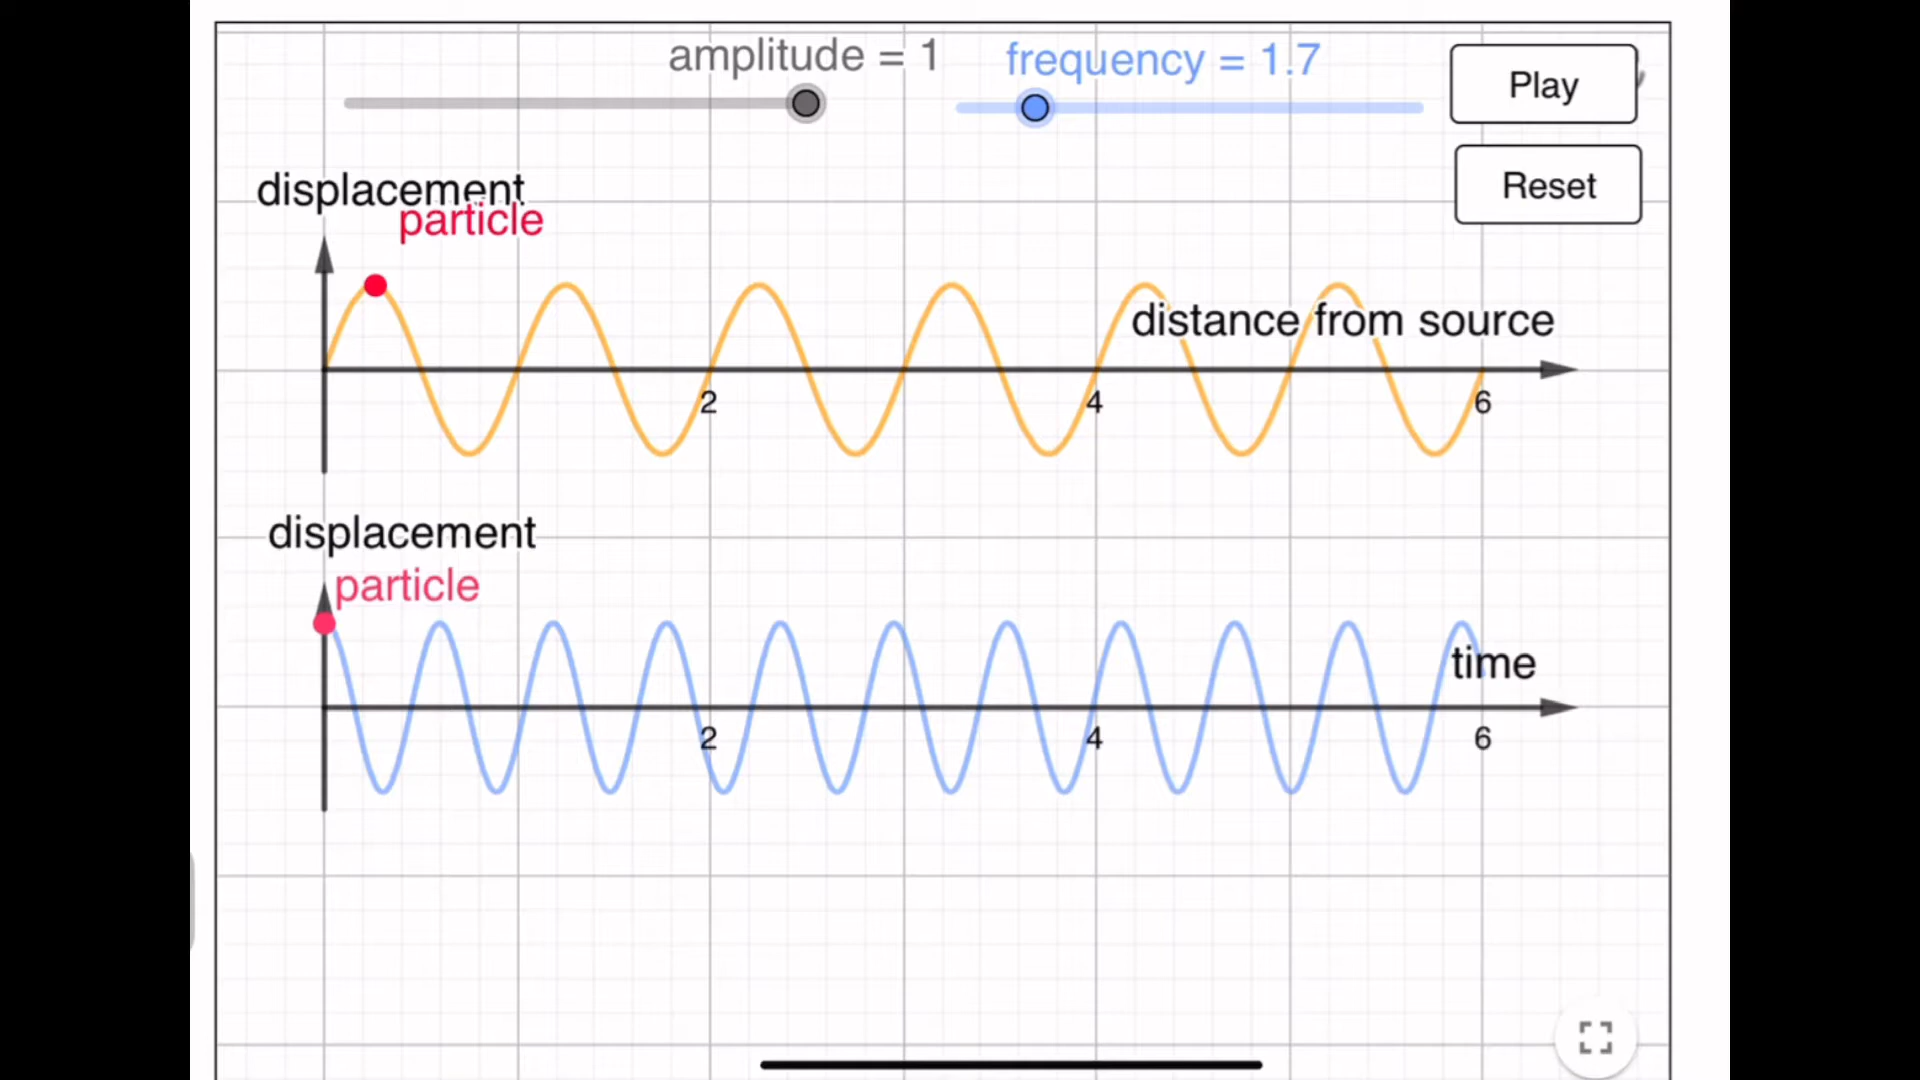 amplitude = 1
frequency = 1.7
Play
Reset
displacement
particle
distance from source
2
4
6
displacement
particle
time
2
4
6